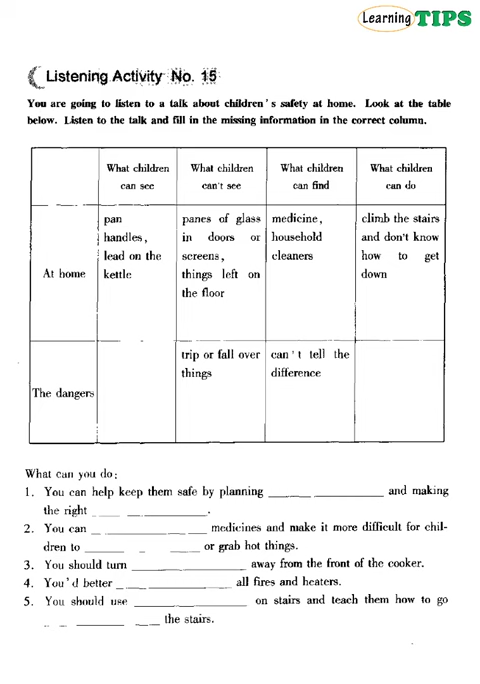 Learning TIPS
Listening Activity No. 15
You are going to listen to a talk about children's safety at home. Look at the table
below. Listen to the talk and fill in the missing information in the correct column.
What children can see
What children can't see
What children can find
What children can do
At home
pan
handles,
lead on the
kettle
panes of glass
in doors or
screens,
things left on
the floor
medicine,
household
cleaners
climb the stairs
and don't know
how to get
down
The dangers
trip or fall over
things
can't tell the
difference
What can you do:
1. You can help keep them safe by planning ____ and making
the right ____.
2. You can ____ medicines and make it more difficult for chil-
dren to ____ or grab hot things.
3. You should turn ____ away from the front of the cooker.
4. You'd better ____ all fires and heaters.
5. You should use ____ on stairs and teach them how to go
____ the stairs.